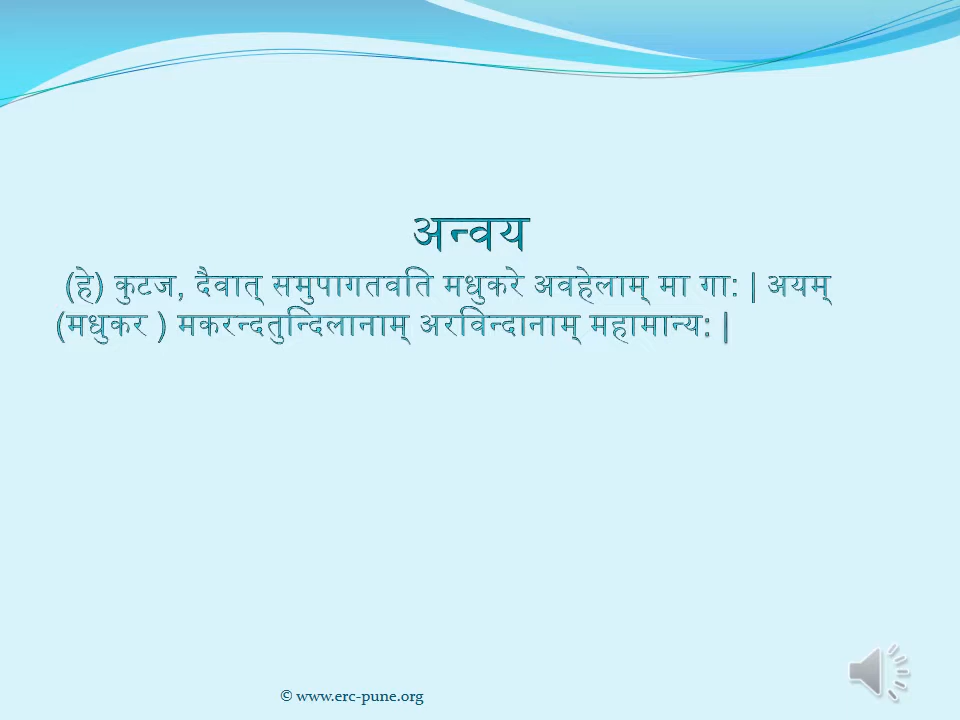 अन्वय
(हे) कुटज, दैवात् समुपागतवति मधुकरे अवहेलाम् मा गा: | अयम्
(मधुकर ) मकरन्दतुन्दिलानाम् अरविन्दानाम् महामान्य: |
© www.erc-pune.org